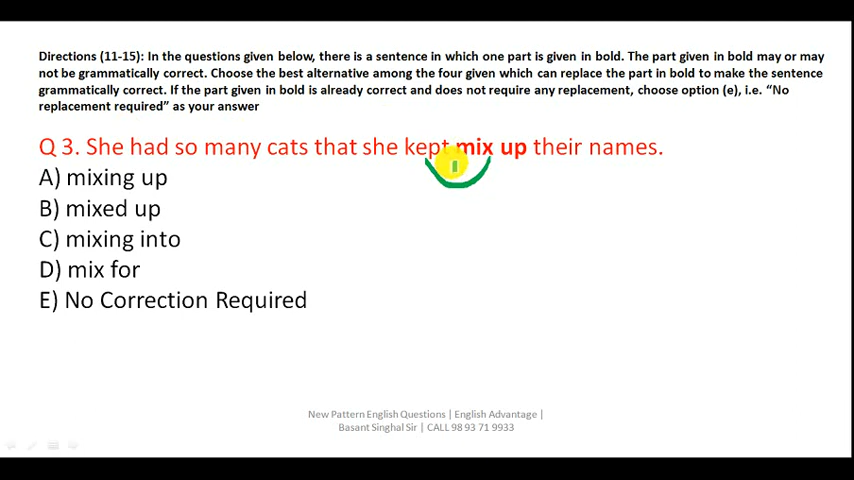 Directions (11-15): In the questions given below, there is a sentence in which one part is given in bold. The part given in bold may or may
not be grammatically correct. Choose the best alternative among the four given which can replace the part in bold to make the sentence
grammatically correct. If the part given in bold is already correct and does not require any replacement, choose option (e), i.e. “No
replacement required” as your answer
Q 3. She had so many cats that she kept mix up their names.
A) mixing up
B) mixed up
C) mixing into
D) mix for
E) No Correction Required
New Pattern English Questions | English Advantage |
Basant Singhal Sir | CALL 98 93 71 9933